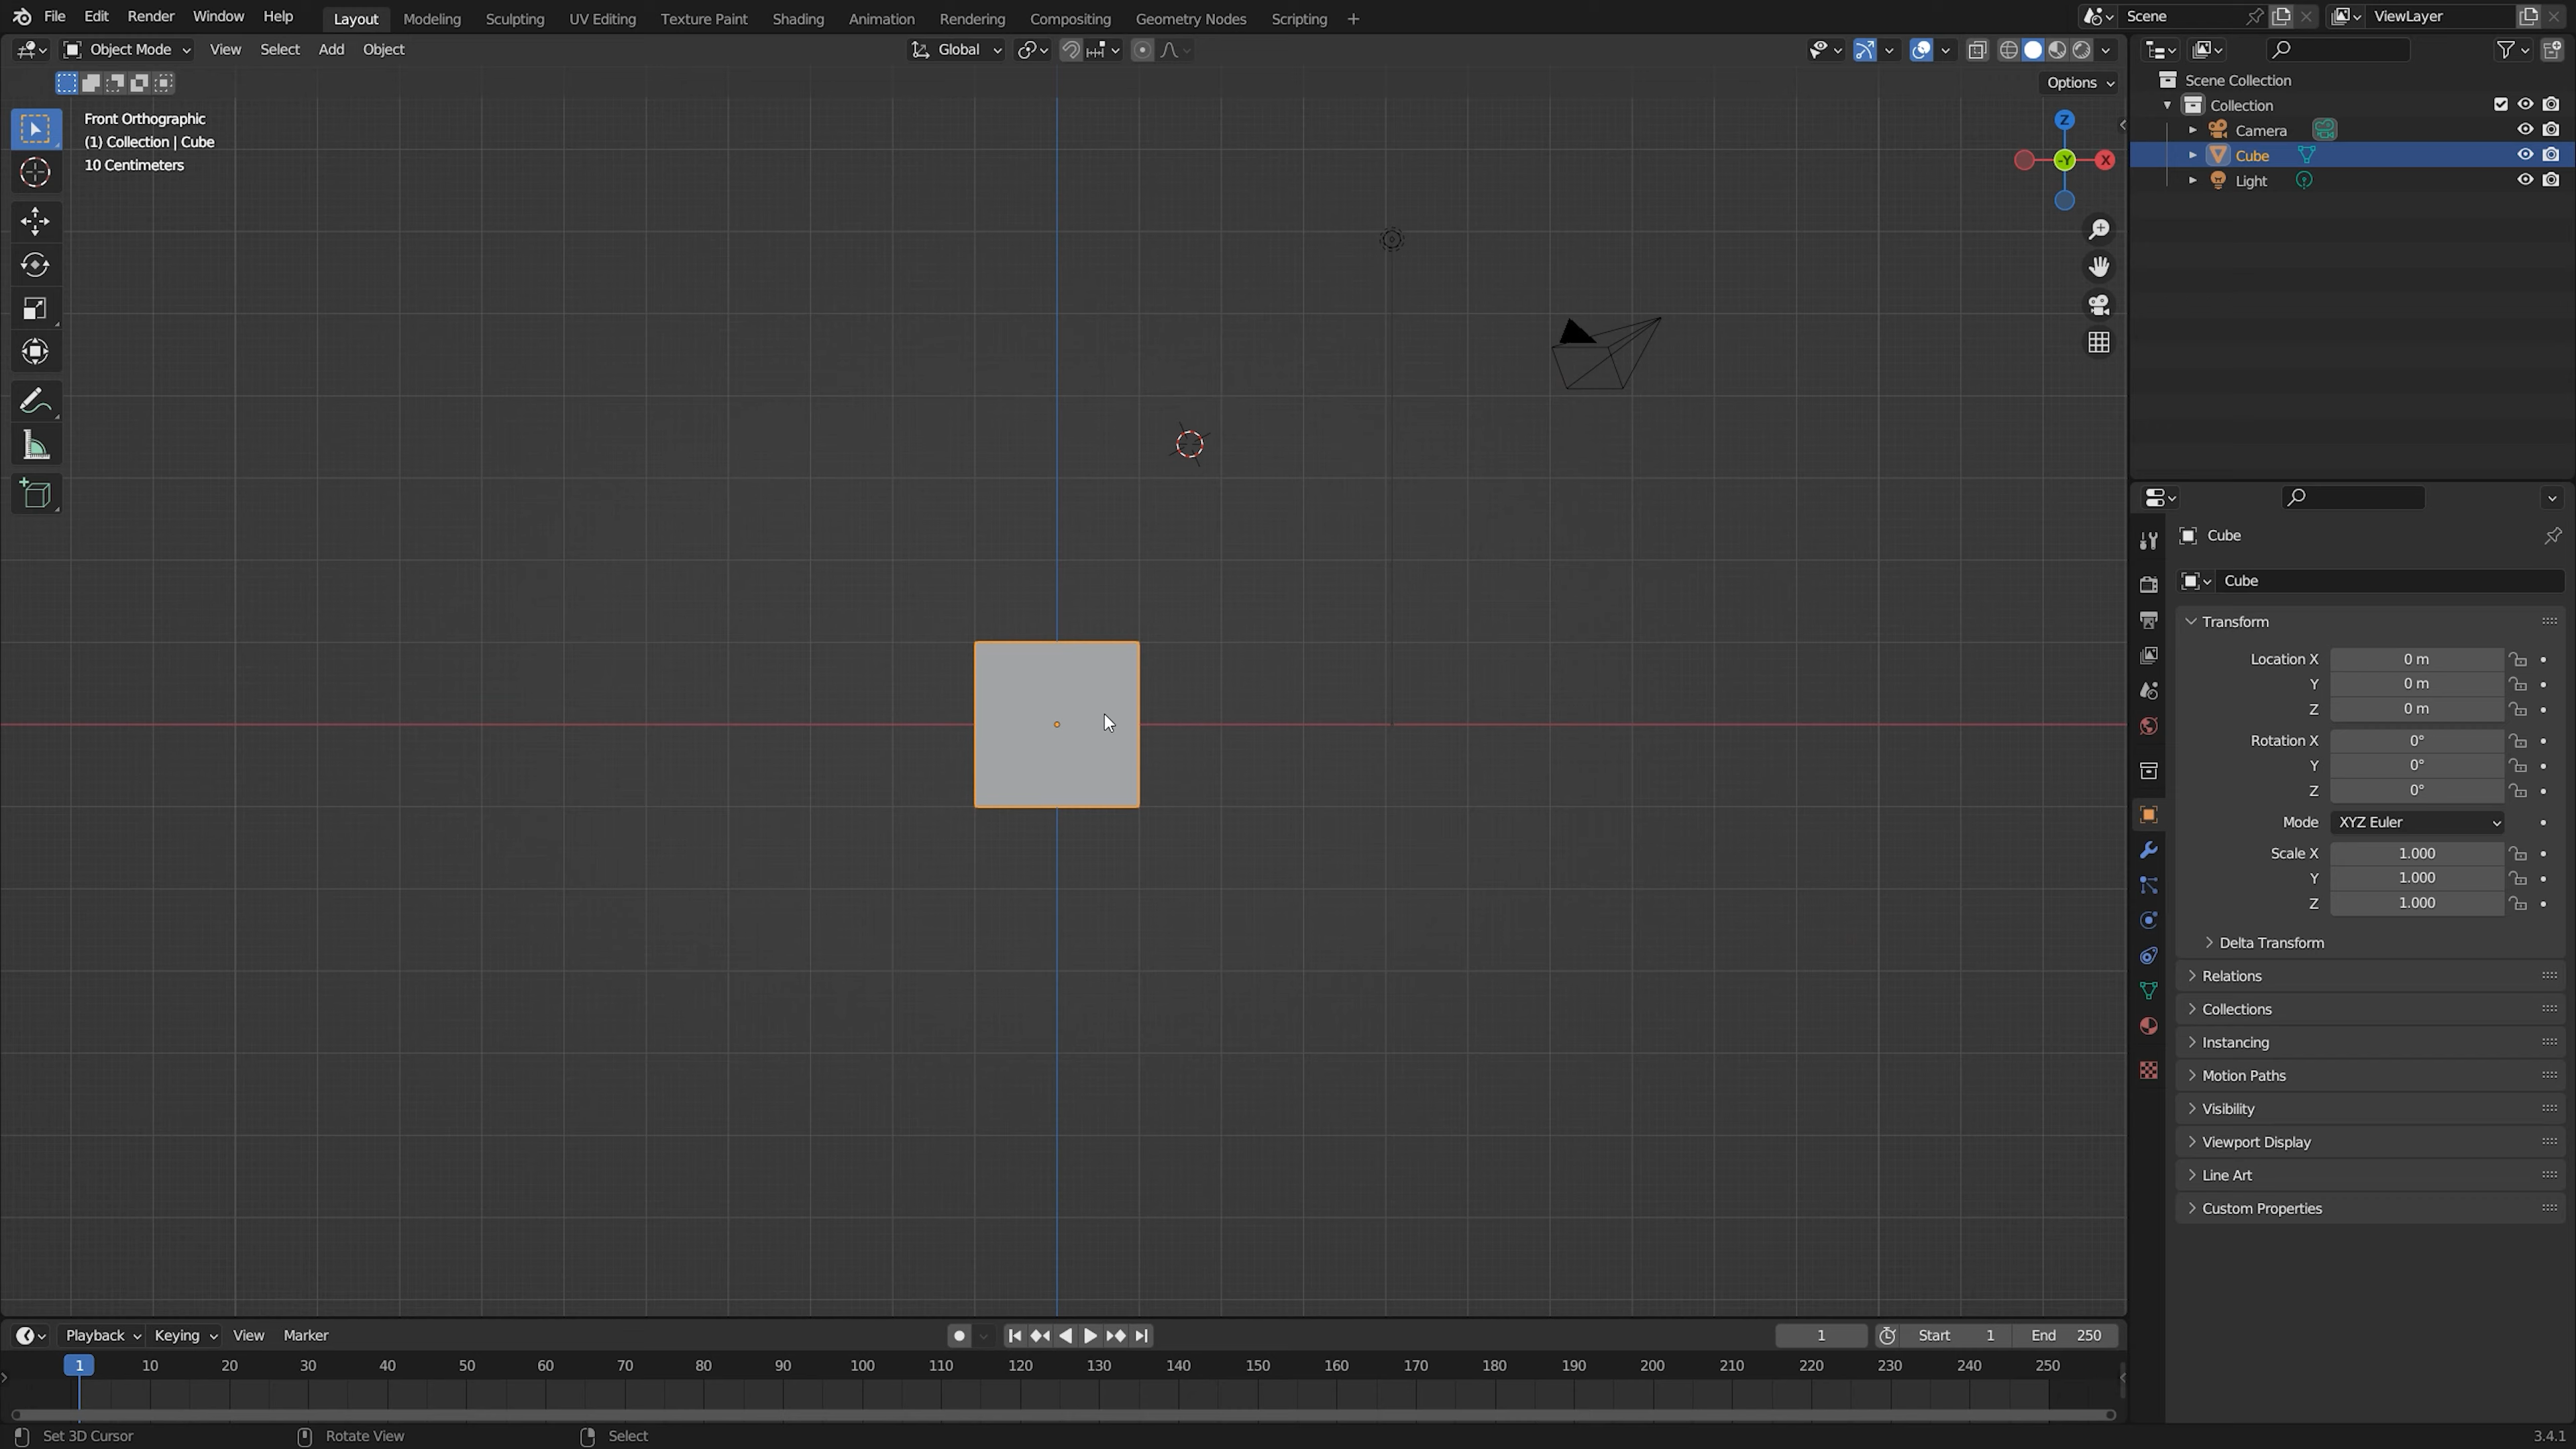 File Edit Render Window Help Layout Modeling Sculpting UV Editing Texture Paint Shading Animation Rendering Compositing Geometry Nodes Scripting + Scene ViewLayer
Object Mode View Select Add Object Global
Options
Front Orthographic
(1) Collection | Cube
10 Centimeters
Z
-Y X
Scene Collection
Collection
Camera
Cube
Light
Cube
Cube
Transform
Location X 0 m
Y 0 m
Z 0 m
Rotation X 0°
Y 0°
Z 0°
Mode XYZ Euler
Scale X 1.000
Y 1.000
Z 1.000
Delta Transform
Relations
Collections
Instancing
Motion Paths
Visibility
Viewport Display
Line Art
Custom Properties
Playback Keying View Marker 1 Start 1 End 250
1 10 20 30 40 50 60 70 80 90 100 110 120 130 140 150 160 170 180 190 200 210 220 230 240 250
Set 3D Cursor Rotate View Select 3.4.1